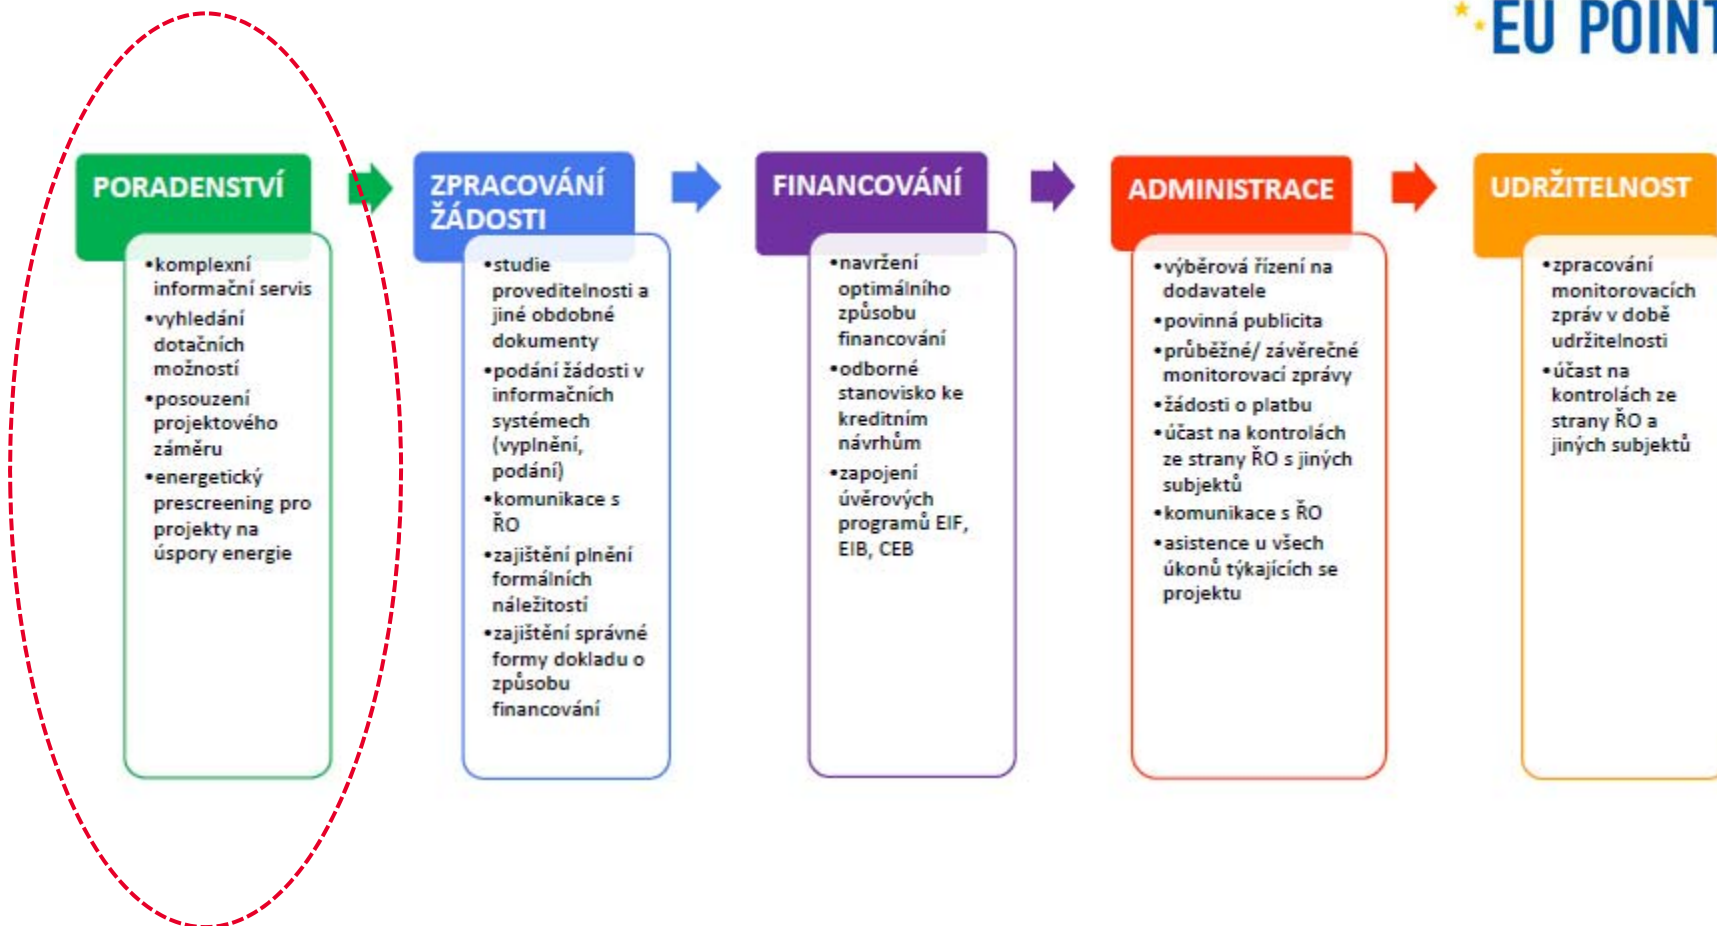 EU POINT
PORADENSTVÍ
•komplexní
informační servis
•vyhledání
dotačních
možností
•posouzení
projektového
záměru
•energetický
prescreening pro
projekty na
úspory energie
ZPRACOVÁNÍ
ŽÁDOSTI
•studie
proveditelnosti a
jiné obdobné
dokumenty
•podání žádosti v
informačních
systémech
(vyplnění,
podání)
•komunikace s
ŘO
•zajištění plnění
formálních
náležitostí
•zajištění správné
formy dokladu o
způsobu
financování
FINANCOVÁNÍ
•navržení
optimálního
způsobu
financování
•odborné
stanovisko ke
kreditním
návrhům
•zapojení
úvěrových
programů EIF,
EIB, CEB
ADMINISTRACE
•výběrová řízení na
dodavatele
•povinná publicita
•průběžné/ závěrečné
monitorovací zprávy
•žádosti o platbu
•účast na kontrolách
ze strany ŘO s jiných
subjektů
•komunikace s ŘO
•asistence u všech
úkonů týkajících se
projektu
UDRŽITELNOST
•zpracování
monitorovacích
zpráv v době
udržitelnosti
•účast na
kontrolách ze
strany ŘO a
jiných subjektů